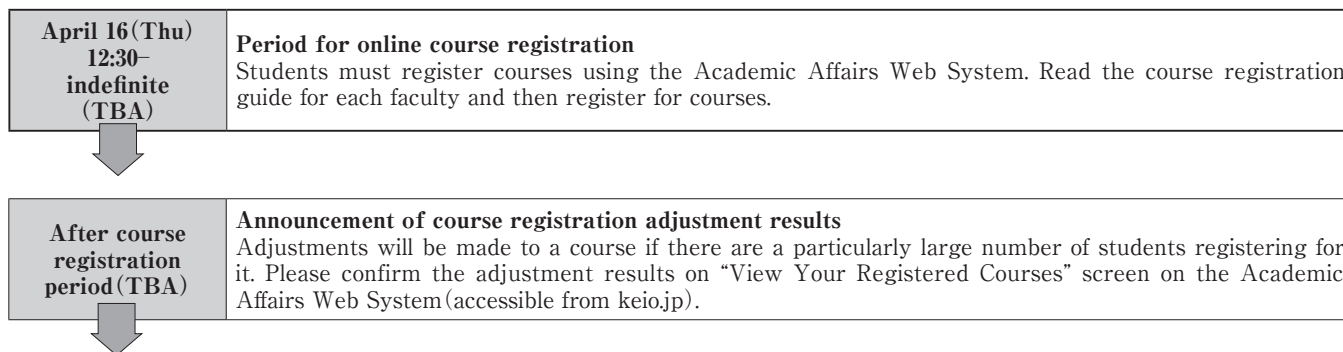 April 16(Thu)
12:30–
indefinite
(TBA)
Period for online course registration
Students must register courses using the Academic Affairs Web System. Read the course registration
guide for each faculty and then register for courses.
After course
registration
period(TBA)
Announcement of course registration adjustment results
Adjustments will be made to a course if there are a particularly large number of students registering for
it. Please confirm the adjustment results on “View Your Registered Courses” screen on the Academic
Affairs Web System(accessible from keio.jp).